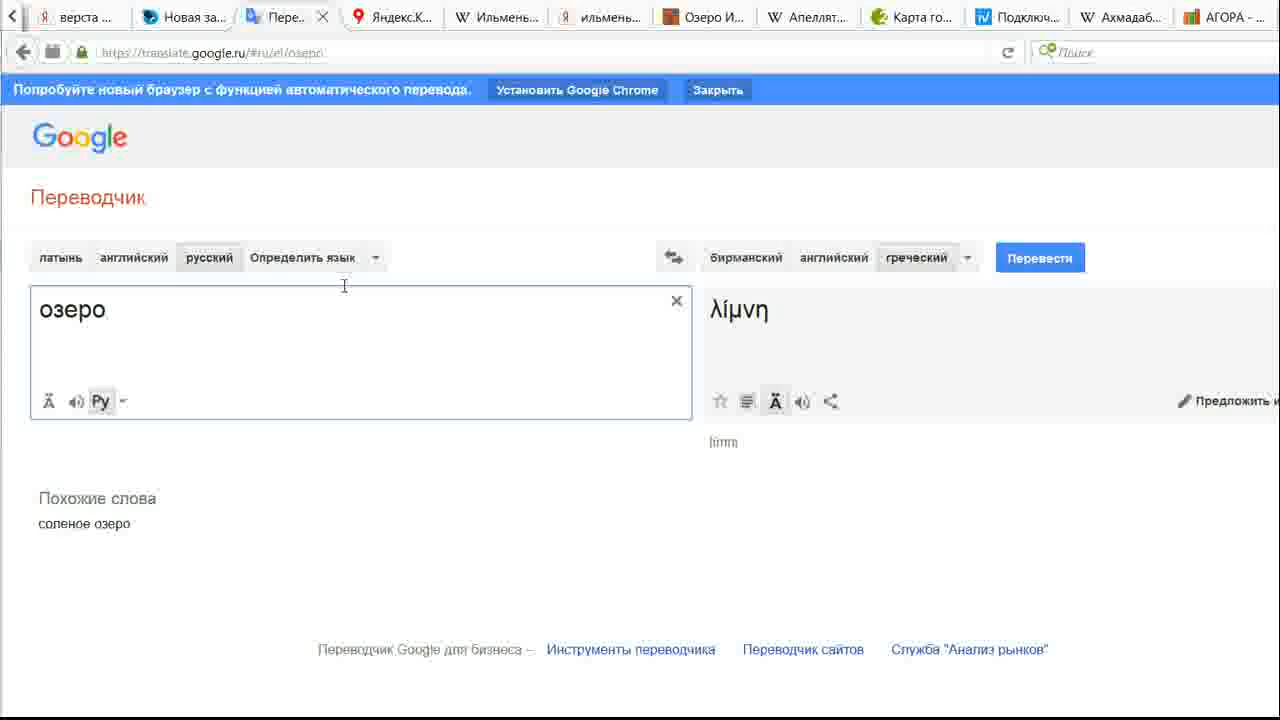 верста ... Новая за... Пере... Яндекс.К... Ильмень... ильмень... Озеро И... Апеллят... Карта го... Подключ... Ахмадаб... АГОРА - ...
https://translate.google.ru/#ru/el/озеро Поиск
Попробуйте новый браузер с функцией автоматического перевода. Установить Google Chrome Закрыть
Google
Переводчик
латынь английский русский Определить язык бирманский английский греческий Перевести
озеро λίμνη
Ä Ру Ä Предложить и
límni
Похожие слова
соленое озеро
Переводчик Google для бизнеса – Инструменты переводчика Переводчик сайтов Служба "Анализ рынков"